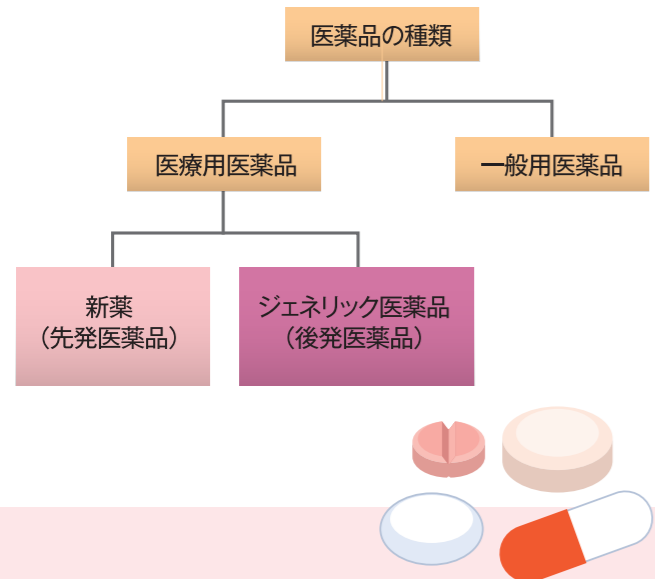 医薬品の種類
医療用医薬品
一般用医薬品
新薬
（先発医薬品）
ジェネリック医薬品
（後発医薬品）